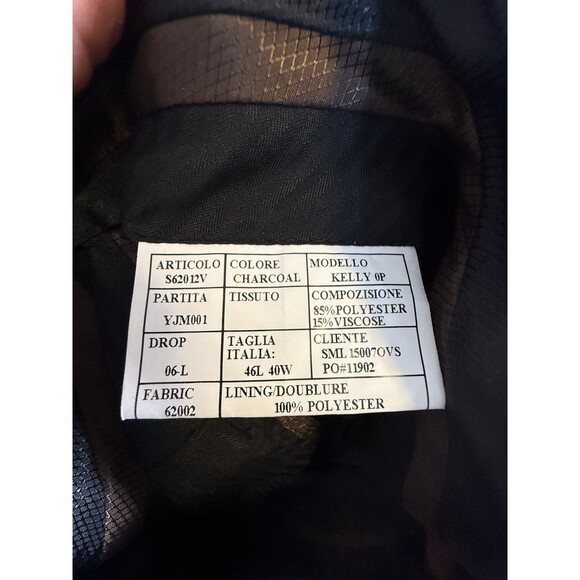 ARTICOLO COLORE MODELLO
S62012V CHARCOAL KELLY 0P
PARTITA TISSUTO COMPOZISIONE
85%POLYESTER
YJM001 15%VISCOSE
DROP TAGLIA CLIENTE
ITALIA: SML 15007OVS
06-L 46L 40W PO#11902
FABRIC LINING/DOUBLURE
62002 100% POLYESTER